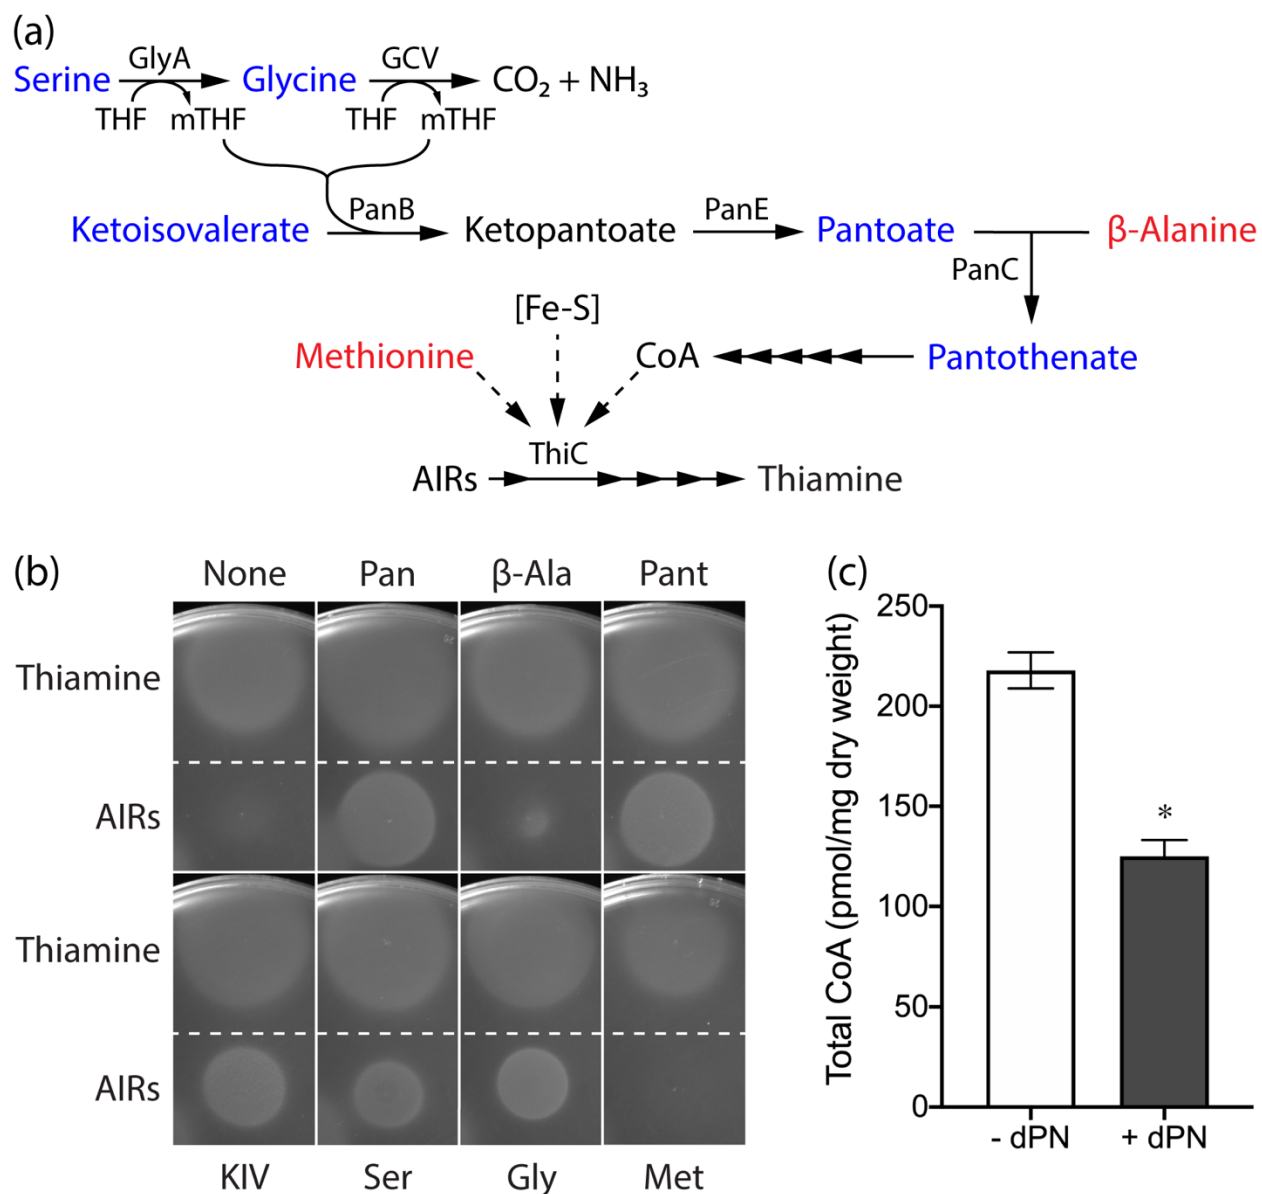 (a)
GlyA
GCV
Serine
Glycine
CO₂ + NH₃
THF
mTHF
THF
mTHF
PanB
PanE
Ketoisovalerate
Ketopantoate
Pantoate
β-Alanine
PanC
[Fe-S]
Methionine
CoA
Pantothenate
ThiC
AIRs
Thiamine
(b)
None
Pan
β-Ala
Pant
Thiamine
AIRs
Thiamine
AIRs
KIV
Ser
Gly
Met
(c)
Total CoA (pmol/mg dry weight)
250
200
150
100
50
0
*
- dPN
+ dPN